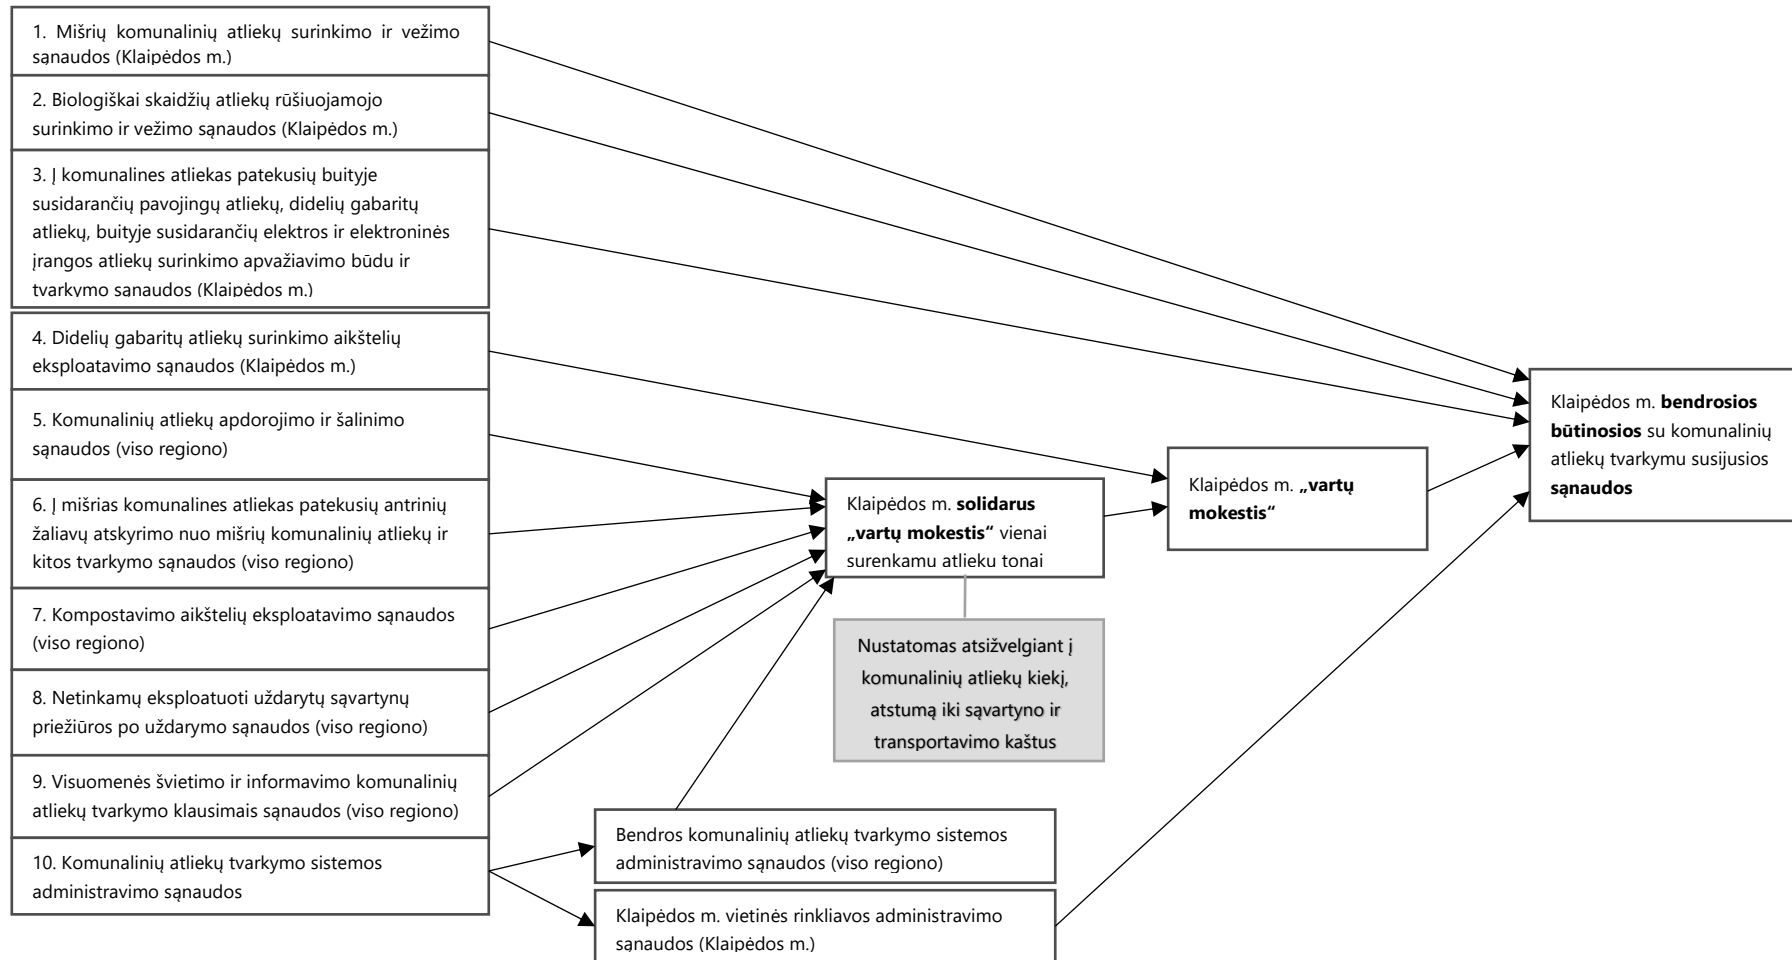 1. Mišrių komunalinių atliekų surinkimo ir vežimo
sąnaudos (Klaipėdos m.)
2. Biologiškai skaidžių atliekų rūšiuojamojo
surinkimo ir vežimo sąnaudos (Klaipėdos m.)
3. Į komunalines atliekas patekusių buityje
susidarančių pavojingų atliekų, didelių gabaritų
atliekų, buityje susidarančių elektros ir elektroninės
įrangos atliekų surinkimo apvažiavimo būdu ir
tvarkymo sąnaudos (Klaipėdos m.)
4. Didelių gabaritų atliekų surinkimo aikštelių
eksploatavimo sąnaudos (Klaipėdos m.)
5. Komunalinių atliekų apdorojimo ir šalinimo
sąnaudos (viso regiono)
6. Į mišrias komunalines atliekas patekusių antrinių
žaliavų atskyrimo nuo mišrių komunalinių atliekų ir
kitos tvarkymo sąnaudos (viso regiono)
7. Kompostavimo aikštelių eksploatavimo sąnaudos
(viso regiono)
8. Netinkamų eksploatuoti uždarytų sąvartynų
priežiūros po uždarymo sąnaudos (viso regiono)
9. Visuomenės švietimo ir informavimo komunalinių
atliekų tvarkymo klausimais sąnaudos (viso regiono)
10. Komunalinių atliekų tvarkymo sistemos
administravimo sąnaudos
Bendros komunalinių atliekų tvarkymo sistemos
administravimo sąnaudos (viso regiono)
Klaipėdos m. vietinės rinkliavos administravimo
sąnaudos (Klaipėdos m.)
Klaipėdos m. solidarus
„vartų mokestis“ vienai
surenkamų atliekų tonai
Nustatomas atsižvelgiant į
komunalinių atliekų kiekį,
atstumą iki sąvartyno ir
transportavimo kaštus
Klaipėdos m. „vartų
mokestis“
Klaipėdos m. bendrosios
būtinosios su komunalinių
atliekų tvarkymu susijusios
sąnaudos